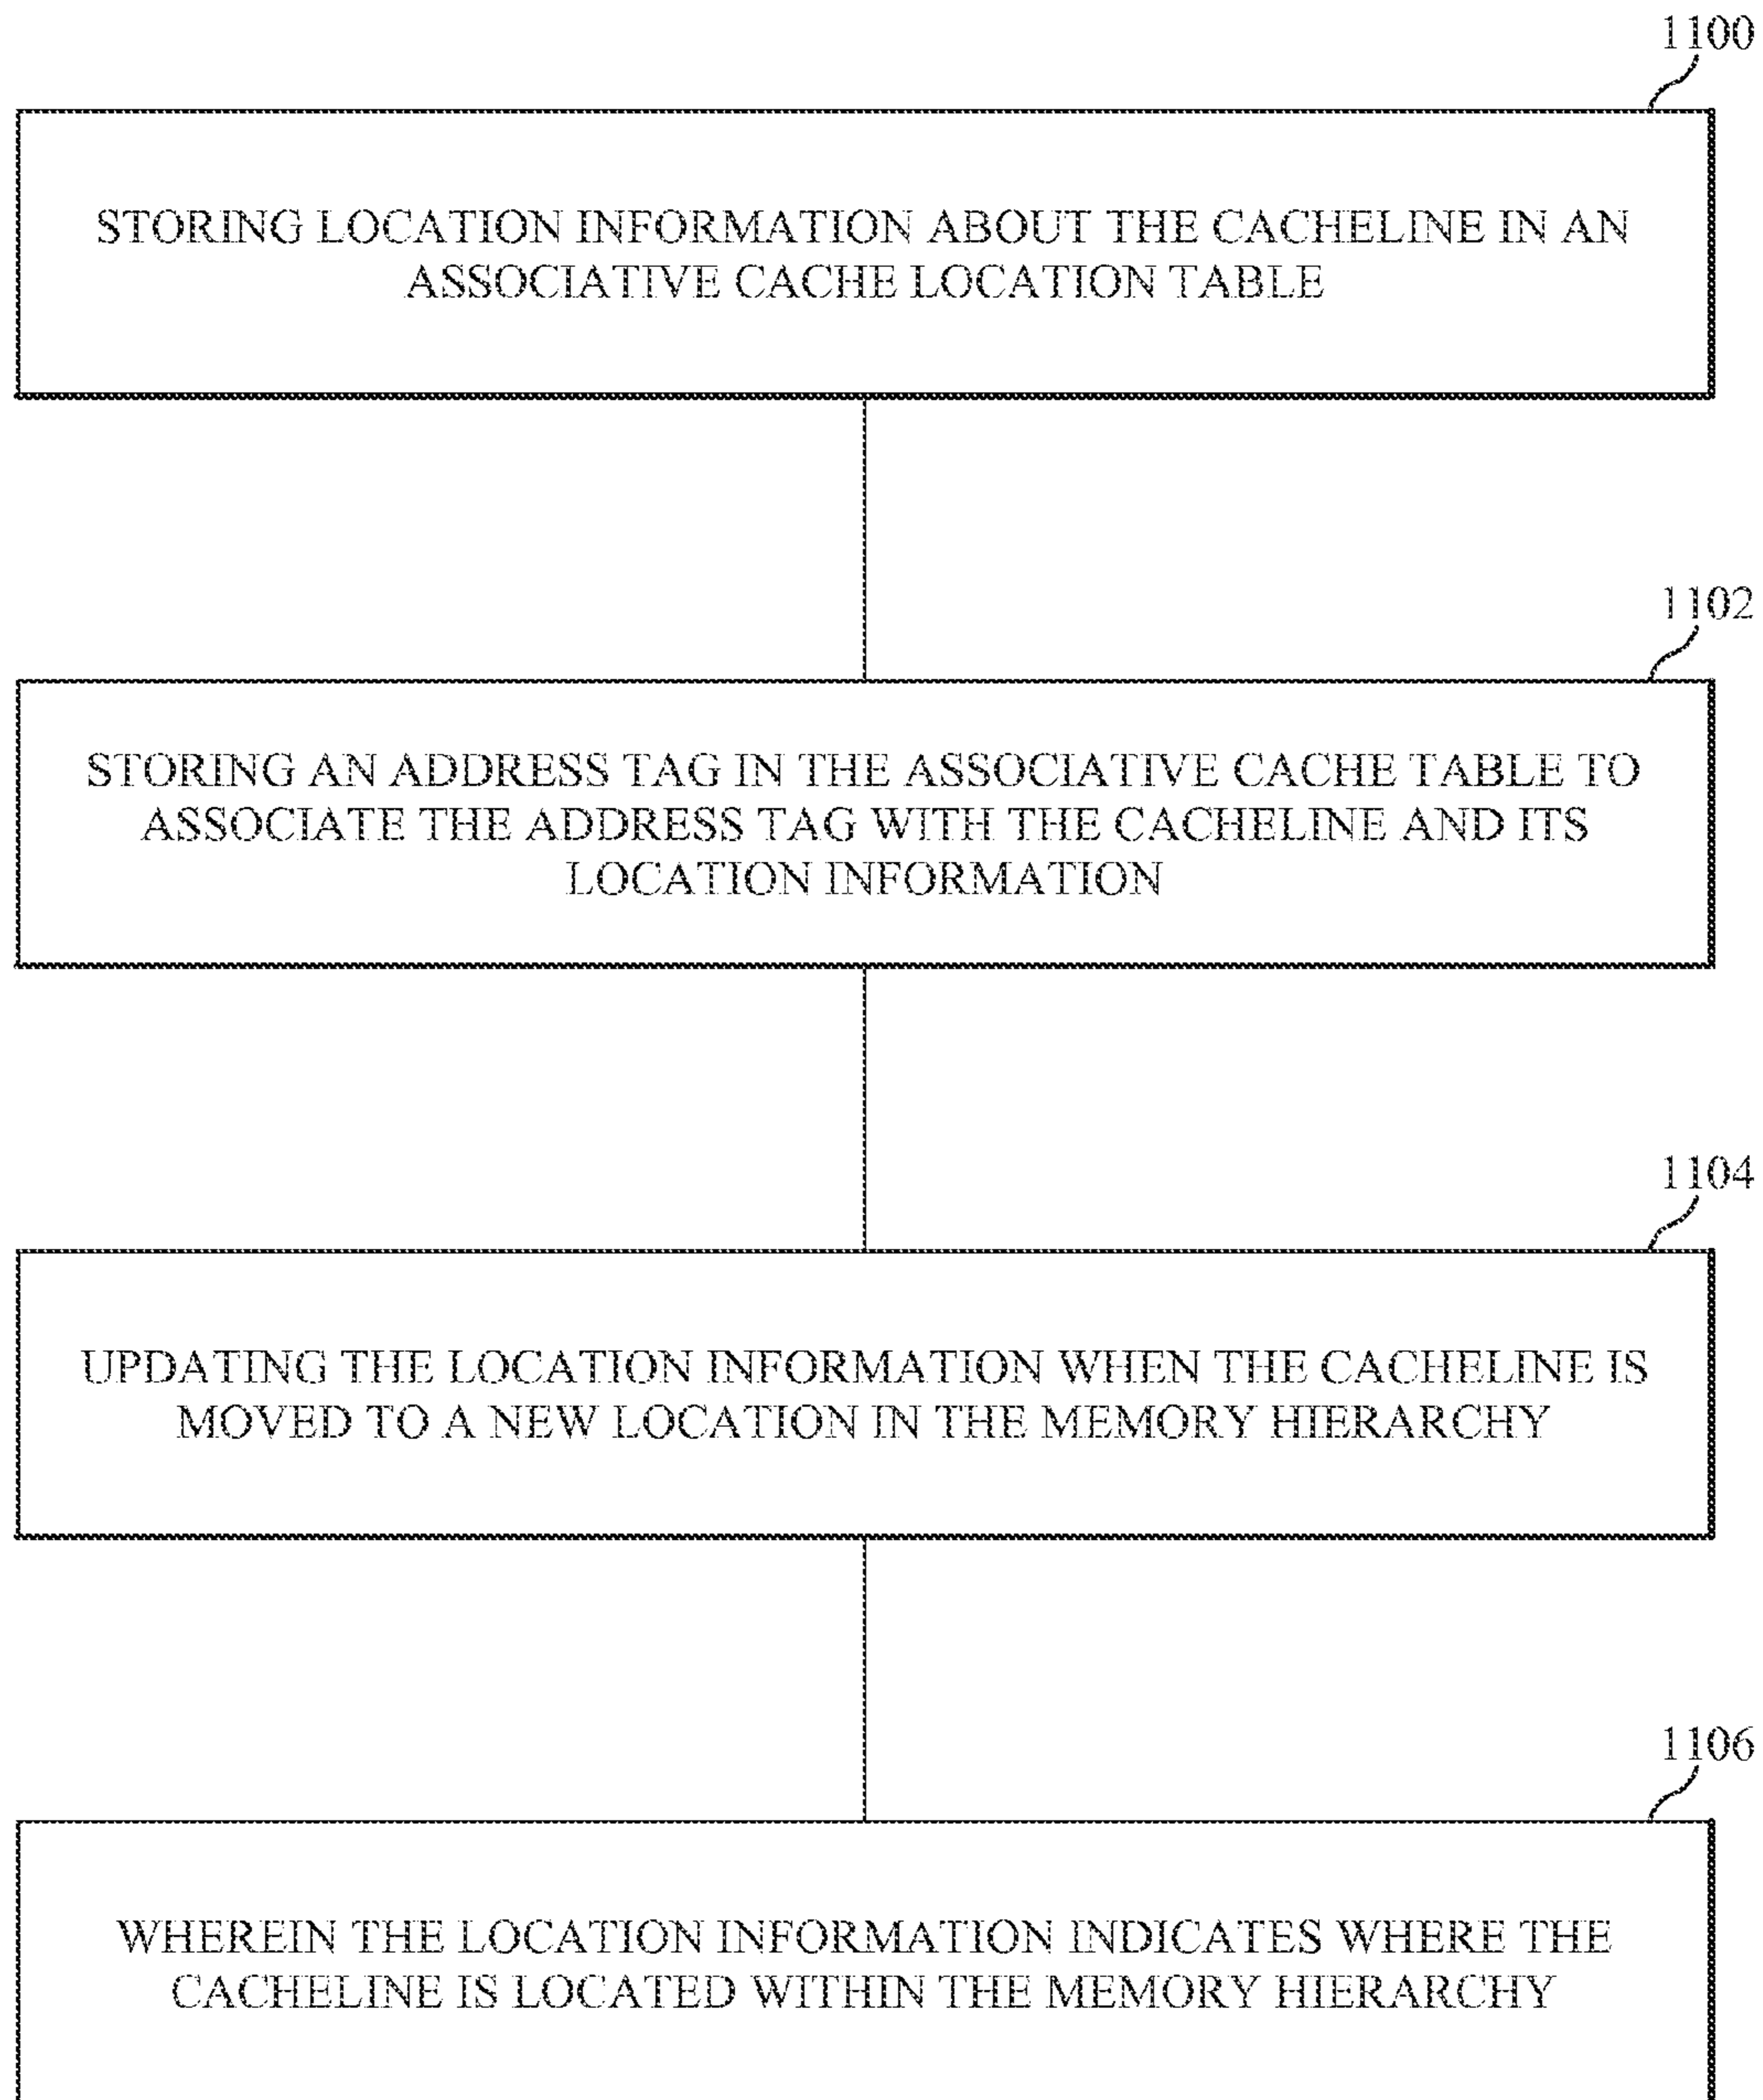 1100
STORING LOCATION INFORMATION ABOUT THE CACHELINE IN AN
ASSOCIATIVE CACHE LOCATION TABLE
1102
STORING AN ADDRESS TAG IN THE ASSOCIATIVE CACHE TABLE TO
ASSOCIATE THE ADDRESS TAG WITH THE CACHELINE AND ITS
LOCATION INFORMATION
1104
UPDATING THE LOCATION INFORMATION WHEN THE CACHELINE IS
MOVED TO A NEW LOCATION IN THE MEMORY HIERARCHY
1106
WHEREIN THE LOCATION INFORMATION INDICATES WHERE THE
CACHELINE IS LOCATED WITHIN THE MEMORY HIERARCHY